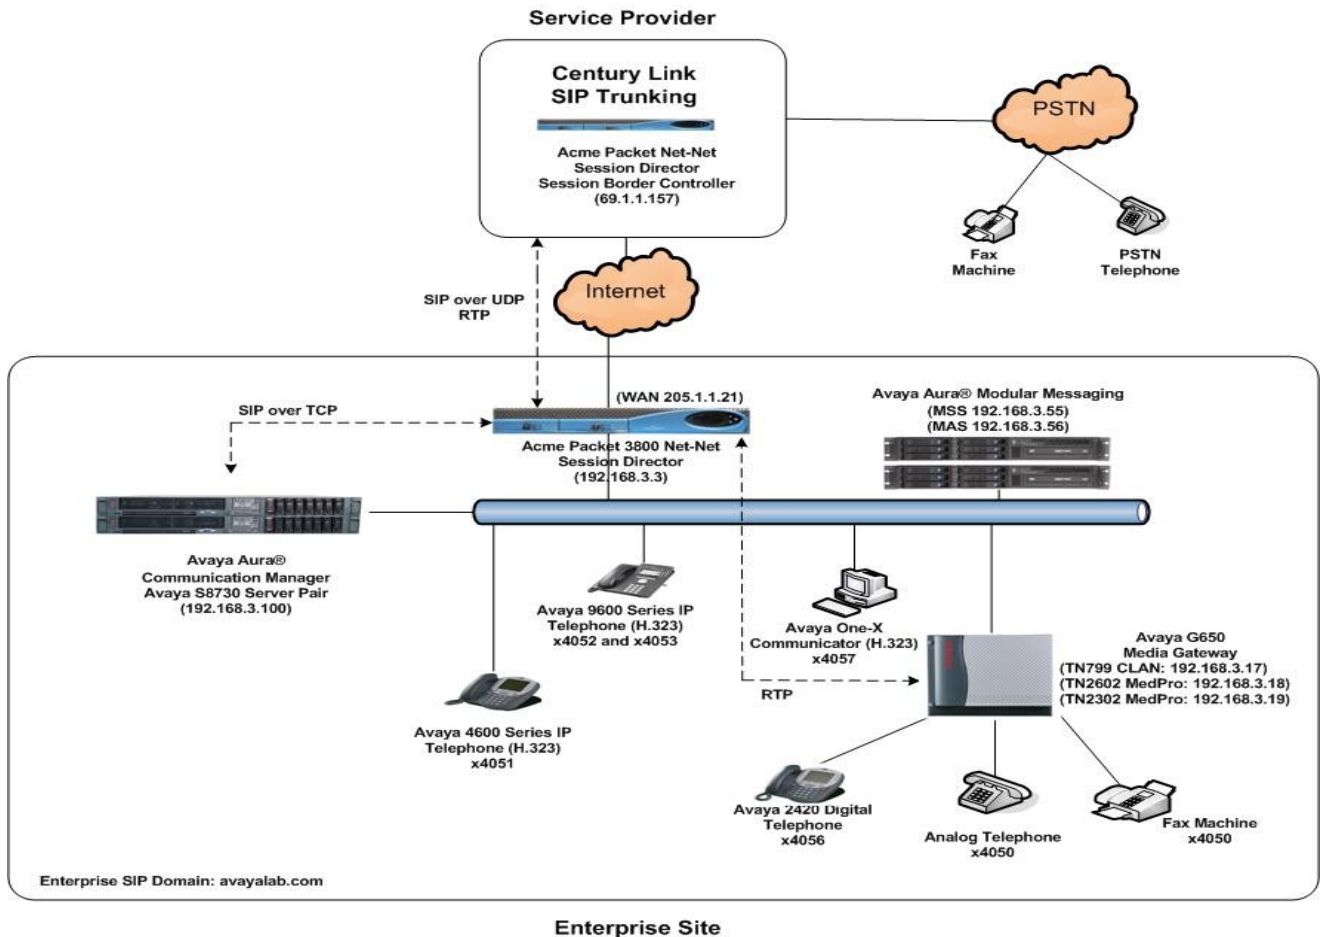 Service Provider
Century Link
SIP Trunking
Acme Packet Net-Net
Session Director
Session Border Controller
(69.1.1.157)
PSTN
Fax
Machine
PSTN
Telephone
Internet
SIP over UDP
RTP
SIP over TCP
(WAN 205.1.1.21)
Acme Packet 3800 Net-Net
Session Director
(192.168.3.3)
Avaya Aura® Modular Messaging
(MSS 192.168.3.55)
(MAS 192.168.3.56)
Avaya Aura®
Communication Manager
Avaya S8730 Server Pair
(192.168.3.100)
Avaya 9600 Series IP
Telephone (H.323)
x4052 and x4053
Avaya One-X
Communicator (H.323)
x4057
Avaya G650
Media Gateway
(TN799 CLAN: 192.168.3.17)
(TN2602 MedPro: 192.168.3.18)
(TN2302 MedPro: 192.168.3.19)
RTP
Avaya 4600 Series IP
Telephone (H.323)
x4051
Avaya 2420 Digital
Telephone
x4056
Analog Telephone
x4050
Fax Machine
x4050
Enterprise SIP Domain: avayalab.com
Enterprise Site